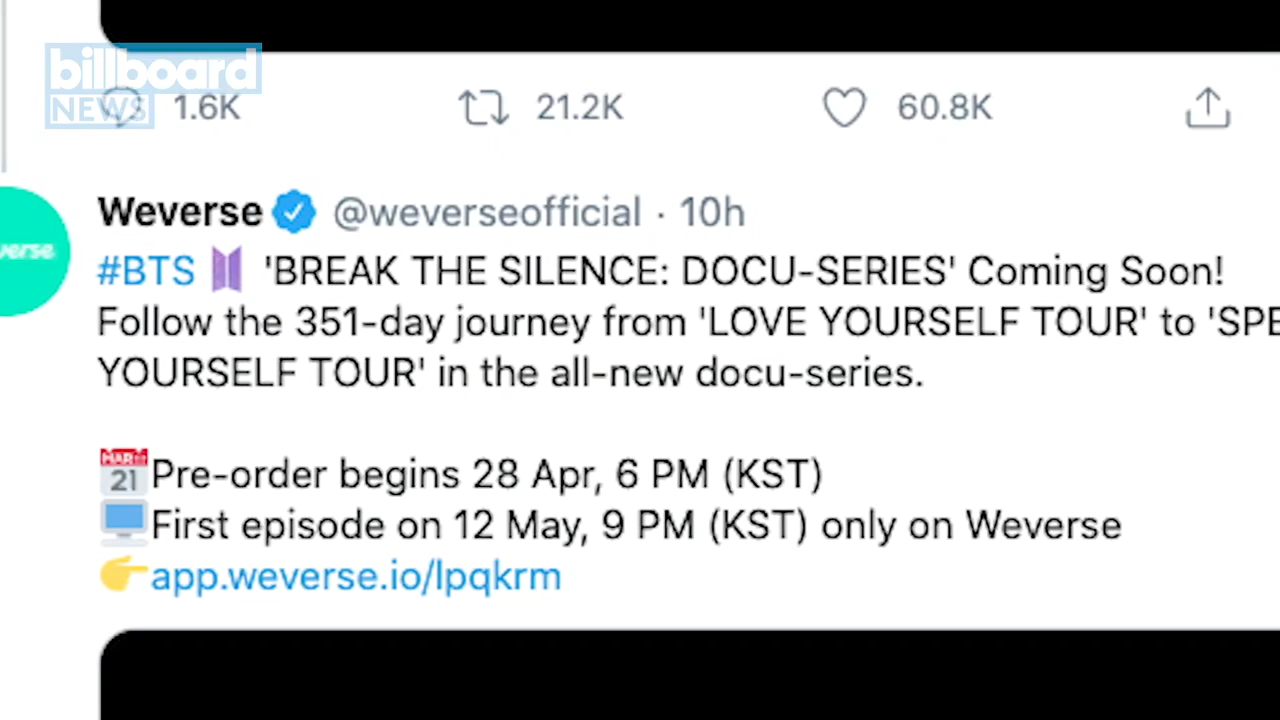 billboard
NEWS
1.6K 21.2K 60.8K
Weverse @weverseofficial · 10h
verse
#BTS 'BREAK THE SILENCE: DOCU-SERIES' Coming Soon!
Follow the 351-day journey from 'LOVE YOURSELF TOUR' to 'SPE
YOURSELF TOUR' in the all-new docu-series.
MAR
21
Pre-order begins 28 Apr, 6 PM (KST)
First episode on 12 May, 9 PM (KST) only on Weverse
app.weverse.io/lpqkrm